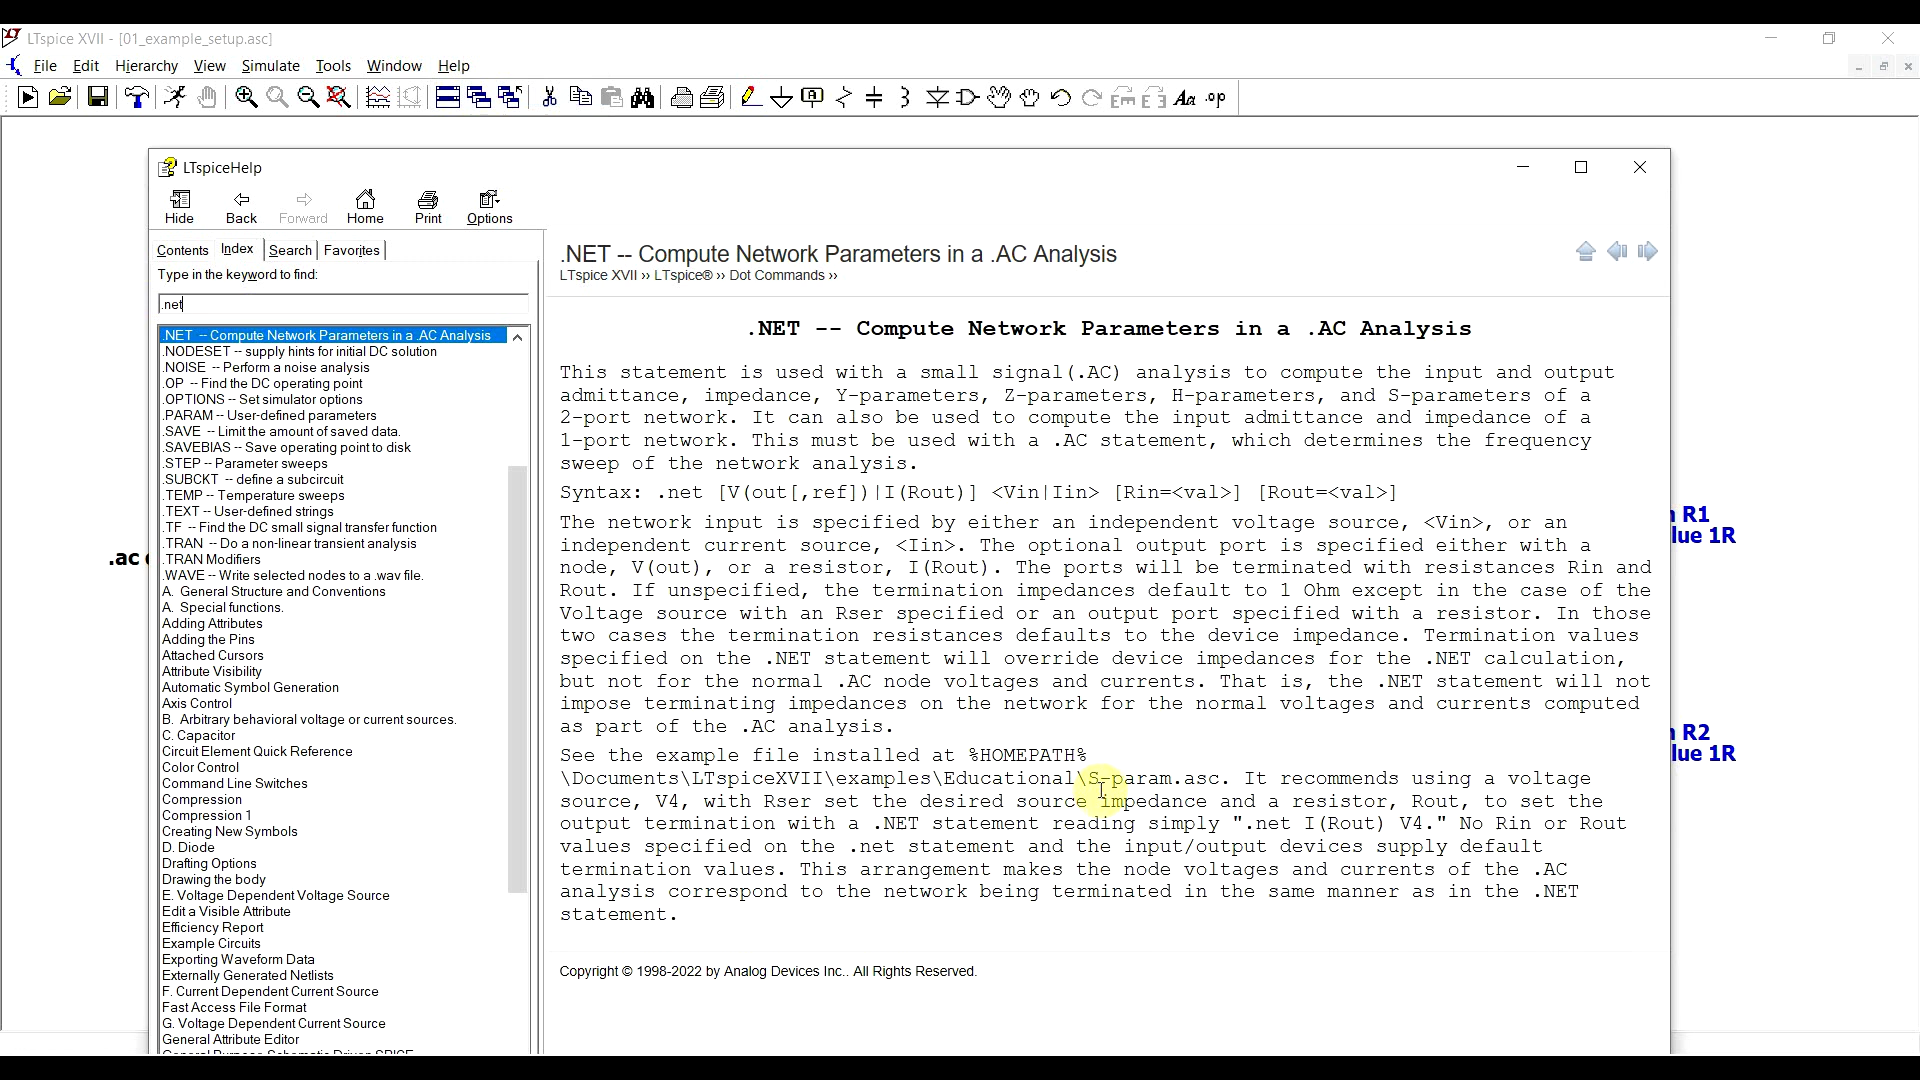 LTspice XVII - [01_example_setup.asc]
File Edit Hierarchy View Simulate Tools Window Help
Aa .op
LTspiceHelp
Hide Back Forward Home Print Options
Contents Index Search Favorites
Type in the keyword to find:
.net
.NET -- Compute Network Parameters in a .AC Analysis
.NODESET -- supply hints for initial DC solution
.NOISE -- Perform a noise analysis
.OP -- Find the DC operating point
.OPTIONS -- Set simulator options
.PARAM -- User-defined parameters
.SAVE -- Limit the amount of saved data.
.SAVEBIAS -- Save operating point to disk
.STEP -- Parameter sweeps
.SUBCKT -- define a subcircuit
.TEMP -- Temperature sweeps
.TEXT -- User-defined strings
.TF -- Find the DC small signal transfer function
.TRAN -- Do a non-linear transient analysis
.TRAN Modifiers
.WAVE -- Write selected nodes to a .wav file.
A. General Structure and Conventions
A. Special functions.
Adding Attributes
Adding the Pins
Attached Cursors
Attribute Visibility
Automatic Symbol Generation
Axis Control
B. Arbitrary behavioral voltage or current sources.
C. Capacitor
Circuit Element Quick Reference
Color Control
Command Line Switches
Compression
Compression 1
Creating New Symbols
D. Diode
Drafting Options
Drawing the body
E. Voltage Dependent Voltage Source
Edit a Visible Attribute
Efficiency Report
Example Circuits
Exporting Waveform Data
Externally Generated Netlists
F. Current Dependent Current Source
Fast Access File Format
G. Voltage Dependent Current Source
General Attribute Editor
.NET -- Compute Network Parameters in a .AC Analysis
LTspice XVII ›› LTspice® ›› Dot Commands ››
.NET -- Compute Network Parameters in a .AC Analysis
This statement is used with a small signal(.AC) analysis to compute the input and output
admittance, impedance, Y-parameters, Z-parameters, H-parameters, and S-parameters of a
2-port network. It can also be used to compute the input admittance and impedance of a
1-port network. This must be used with a .AC statement, which determines the frequency
sweep of the network analysis.
Syntax: .net [V(out[,ref])|I(Rout)] <Vin|Iin> [Rin=<val>] [Rout=<val>]
The network input is specified by either an independent voltage source, <Vin>, or an
independent current source, <Iin>. The optional output port is specified either with a
node, V(out), or a resistor, I(Rout). The ports will be terminated with resistances Rin and
Rout. If unspecified, the termination impedances default to 1 Ohm except in the case of the
Voltage source with an Rser specified or an output port specified with a resistor. In those
two cases the termination resistances defaults to the device impedance. Termination values
specified on the .NET statement will override device impedances for the .NET calculation,
but not for the normal .AC node voltages and currents. That is, the .NET statement will not
impose terminating impedances on the network for the normal voltages and currents computed
as part of the .AC analysis.
See the example file installed at %HOMEPATH%
\Documents\LTspiceXVII\examples\Educational\S-param.asc. It recommends using a voltage
source, V4, with Rser set the desired source impedance and a resistor, Rout, to set the
output termination with a .NET statement reading simply ".net I(Rout) V4." No Rin or Rout
values specified on the .net statement and the input/output devices supply default
termination values. This arrangement makes the node voltages and currents of the .AC
analysis correspond to the network being terminated in the same manner as in the .NET
statement.
Copyright © 1998-2022 by Analog Devices Inc.. All Rights Reserved.
.ac
R1
lue 1R
R2
lue 1R